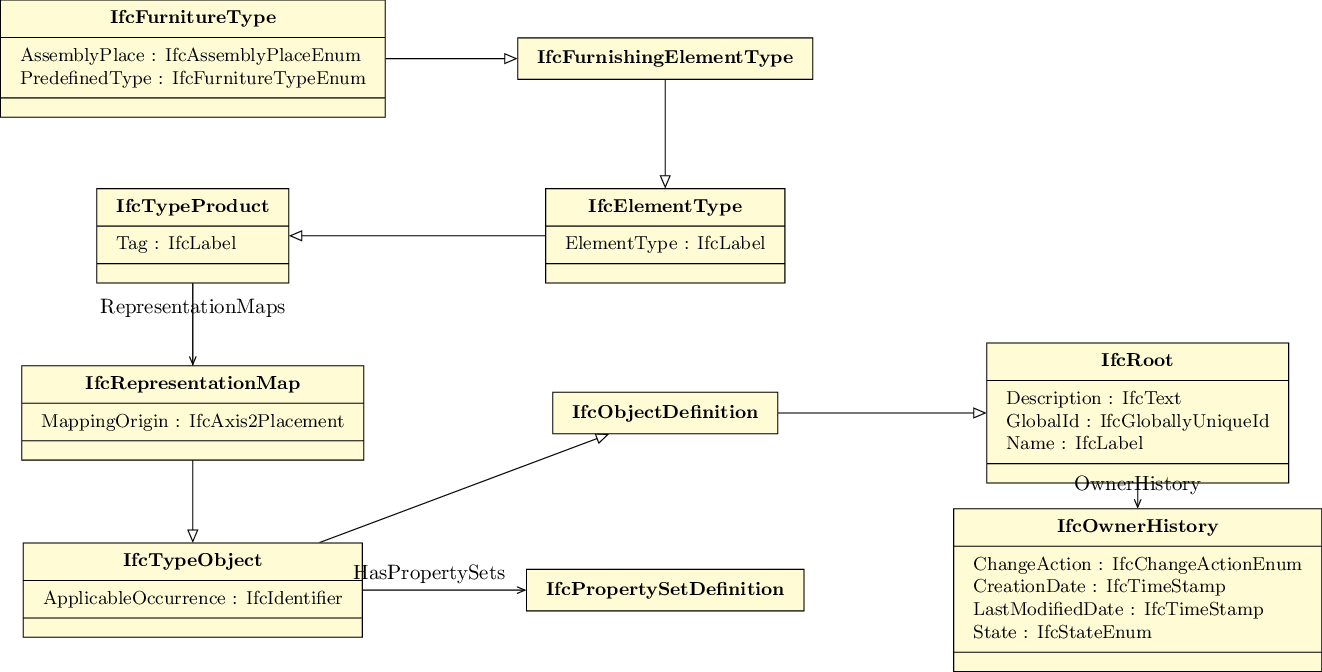 IfcFurnitureType
AssemblyPlace : IfcAssemblyPlaceEnum
PredefinedType : IfcFurnitureTypeEnum
IfcFurnishingElementType
IfcTypeProduct
Tag : IfcLabel
IfcElementType
ElementType : IfcLabel
RepresentationMaps
IfcRepresentationMap
MappingOrigin : IfcAxis2Placement
IfcObjectDefinition
IfcRoot
Description : IfcText
GlobalId : IfcGloballyUniqueId
Name : IfcLabel
OwnerHistory
IfcTypeObject
ApplicableOccurrence : IfcIdentifier
HasPropertySets
IfcPropertySetDefinition
IfcOwnerHistory
ChangeAction : IfcChangeActionEnum
CreationDate : IfcTimeStamp
LastModifiedDate : IfcTimeStamp
State : IfcStateEnum